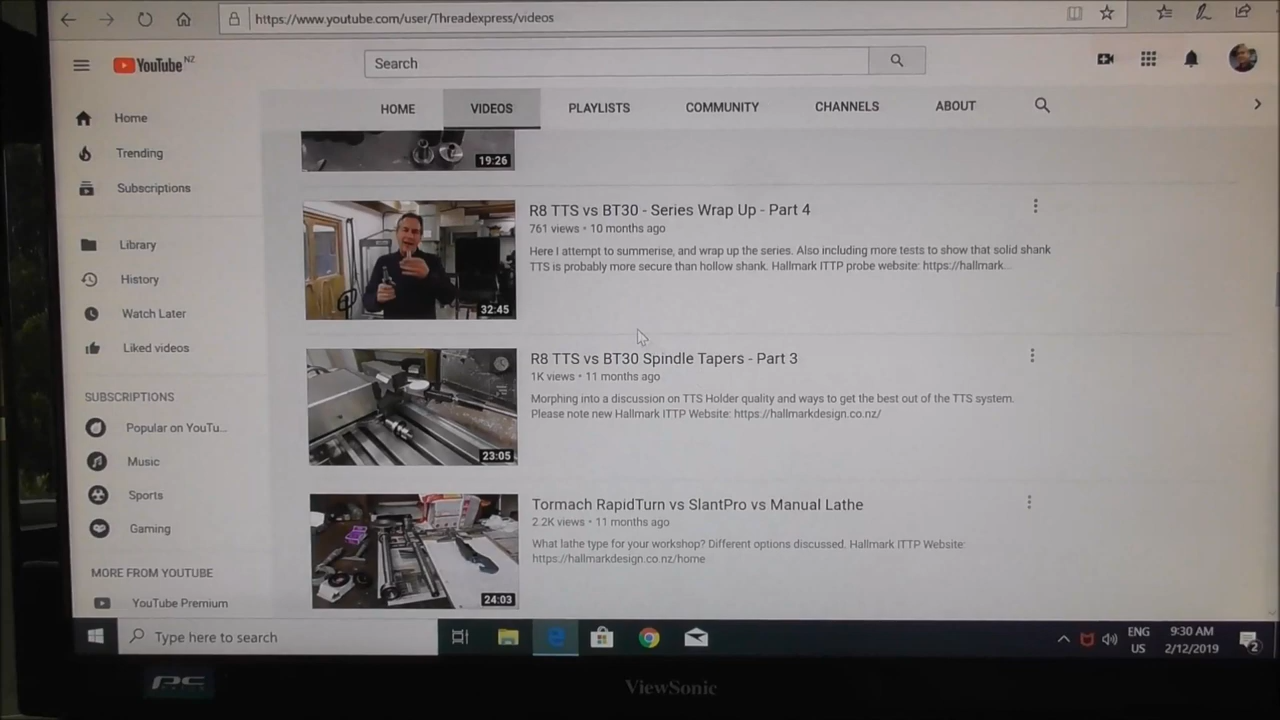 https://www.youtube.com/user/Threadexpress/videos
YouTube NZ
Search
HOME
VIDEOS
PLAYLISTS
COMMUNITY
CHANNELS
ABOUT
Home
Trending
Subscriptions
Library
History
Watch Later
Liked videos
SUBSCRIPTIONS
Popular on YouTu...
Music
Sports
Gaming
MORE FROM YOUTUBE
YouTube Premium
19:26
R8 TTS vs BT30 - Series Wrap Up - Part 4
761 views • 10 months ago
Here I attempt to summerise, and wrap up the series. Also including more tests to show that solid shank
TTS is probably more secure than hollow shank. Hallmark ITTP probe website: https://hallmark...
32:45
R8 TTS vs BT30 Spindle Tapers - Part 3
1K views • 11 months ago
Morphing into a discussion on TTS Holder quality and ways to get the best out of the TTS system.
Please note new Hallmark ITTP Website: https://hallmarkdesign.co.nz/
23:05
Tormach RapidTurn vs SlantPro vs Manual Lathe
2.2K views • 11 months ago
What lathe type for your workshop? Different options discussed. Hallmark ITTP Website:
https://hallmarkdesign.co.nz/home
24:03
Type here to search
ENG
US
9:30 AM
2/12/2019
2
PC
ViewSonic